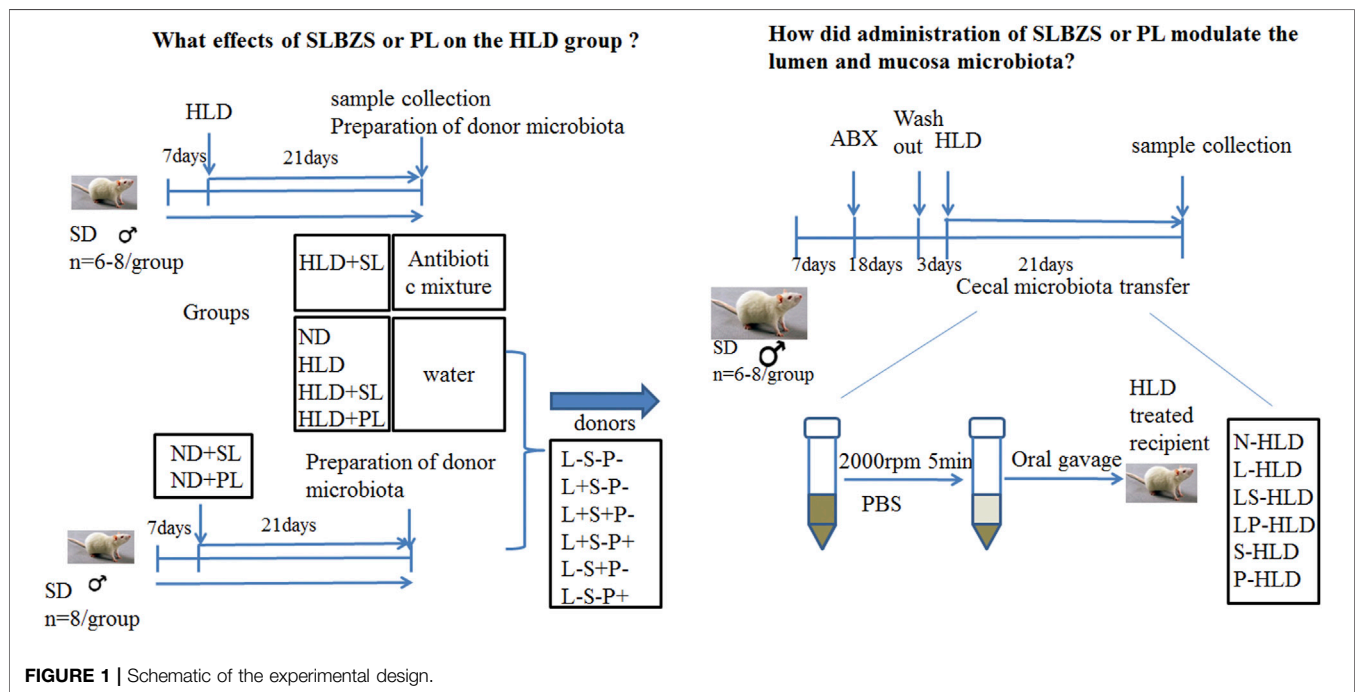 What effects of SLBZS or PL on the HLD group ?
HLD
sample collection
Preparation of donor microbiota
7days
21days
SD ♂
n=6-8/group
Groups
HLD+SL
Antibioti
c mixture
ND
HLD
HLD+SL
HLD+PL
water
ND+SL
ND+PL
Preparation of donor
microbiota
7days
21days
SD ♂
n=8/group
donors
L-S-P-
L+S-P-
L+S+P-
L+S-P+
L-S+P-
L-S-P+
How did administration of SLBZS or PL modulate the
lumen and mucosa microbiota?
ABX
Wash
out
HLD
sample collection
7days
18days
3days
21days
Cecal microbiota transfer
SD ♂
n=6-8/group
2000rpm 5min
PBS
Oral gavage
HLD
treated
recipient
N-HLD
L-HLD
LS-HLD
LP-HLD
S-HLD
P-HLD
FIGURE 1 | Schematic of the experimental design.